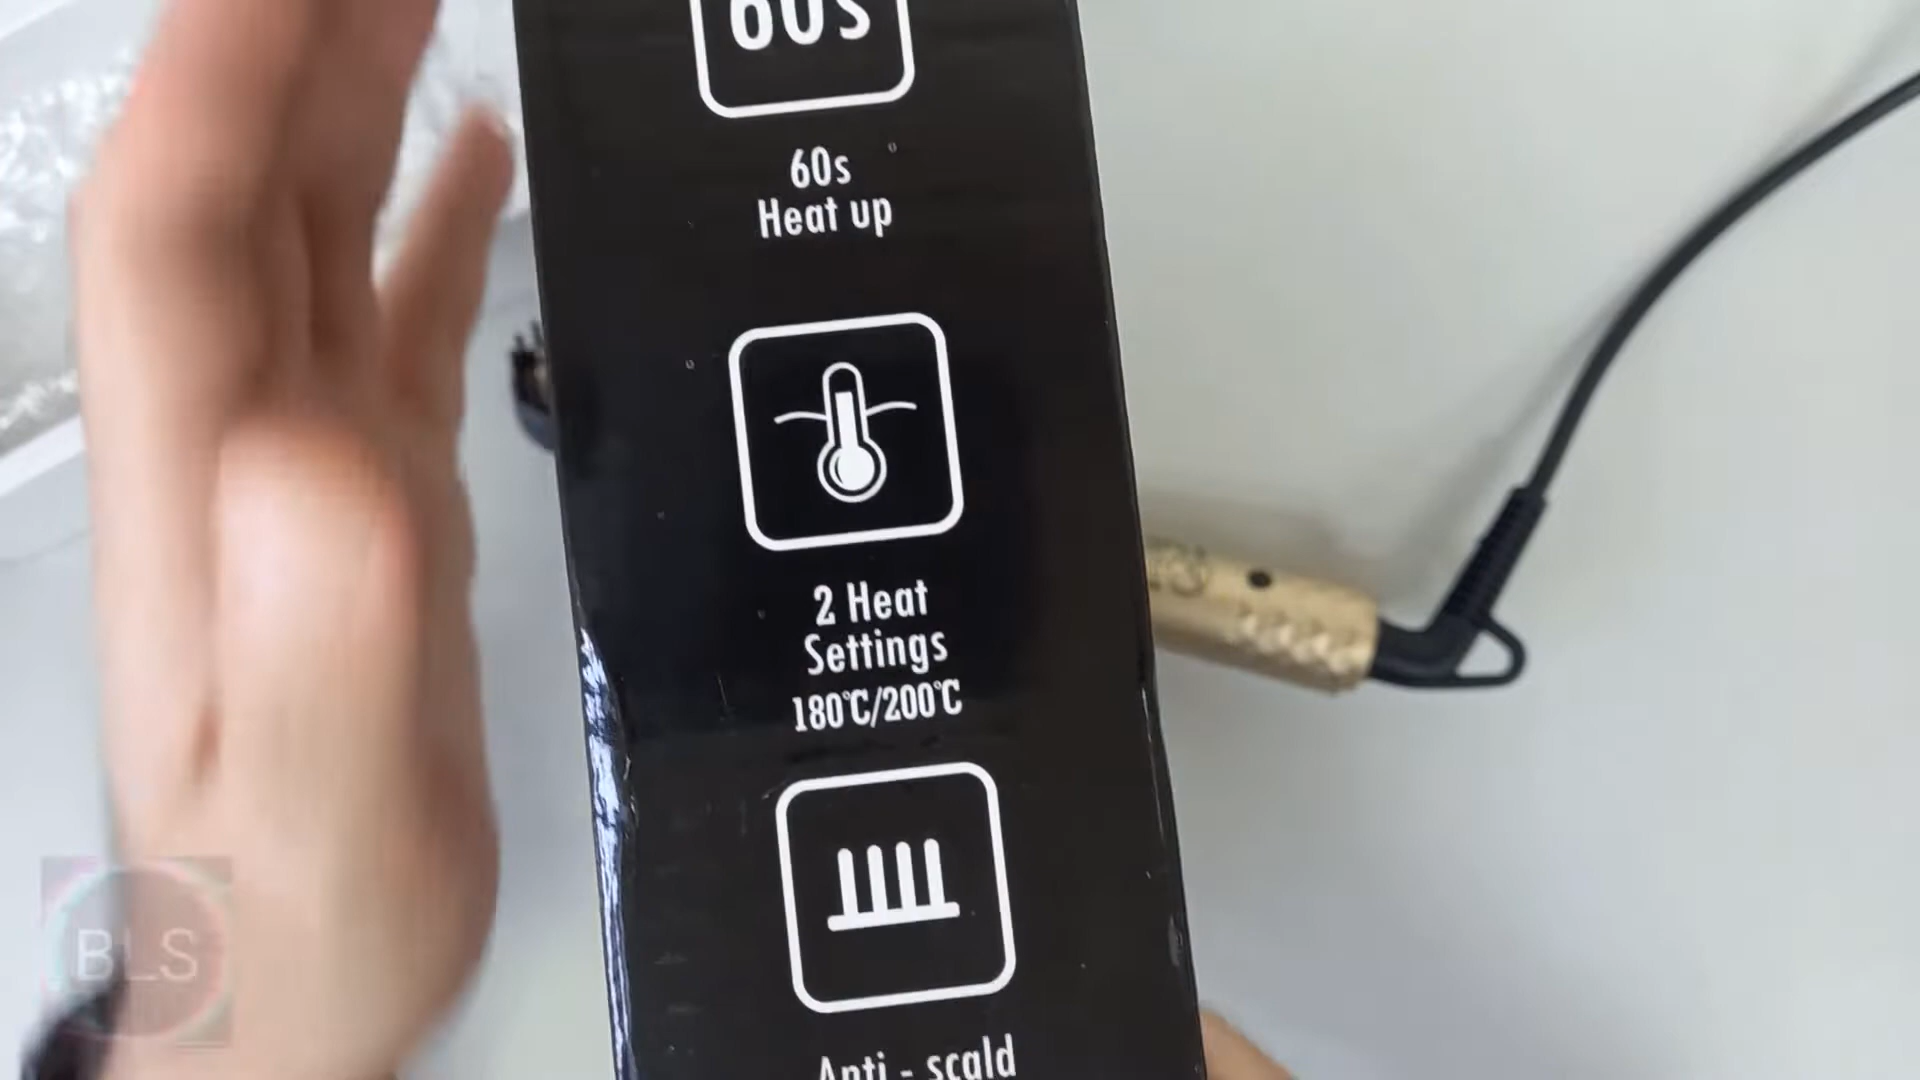 60s
60s
Heat up
2 Heat
Settings
180°C/200°C
Anti - scald
BLS